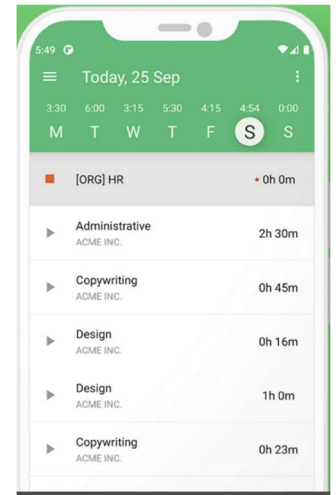 5:49
Today, 25 Sep
3:30 6:00 3:15 5:30 4:15 4:54 0:00
M T W T F S S
[ORG] HR • 0h 0m
Administrative 2h 30m
ACME INC.
Copywriting 0h 45m
ACME INC.
Design 0h 16m
ACME INC.
Design 1h 0m
ACME INC.
Copywriting 0h 23m
ACME INC.